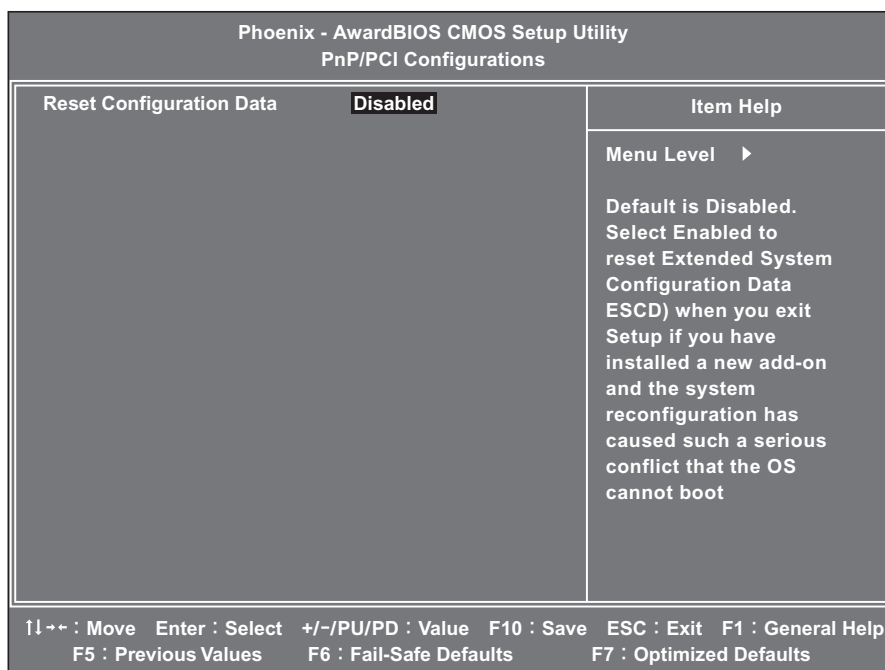 Phoenix - AwardBIOS CMOS Setup Utility
PnP/PCI Configurations
Reset Configuration Data Disabled
Item Help
Menu Level ▶
Default is Disabled.
Select Enabled to
reset Extended System
Configuration Data
ESCD) when you exit
Setup if you have
installed a new add-on
and the system
reconfiguration has
caused such a serious
conflict that the OS
cannot boot
↑↓→←：Move Enter：Select +/-/PU/PD：Value F10：Save ESC：Exit F1：General Help
F5：Previous Values F6：Fail-Safe Defaults F7：Optimized Defaults